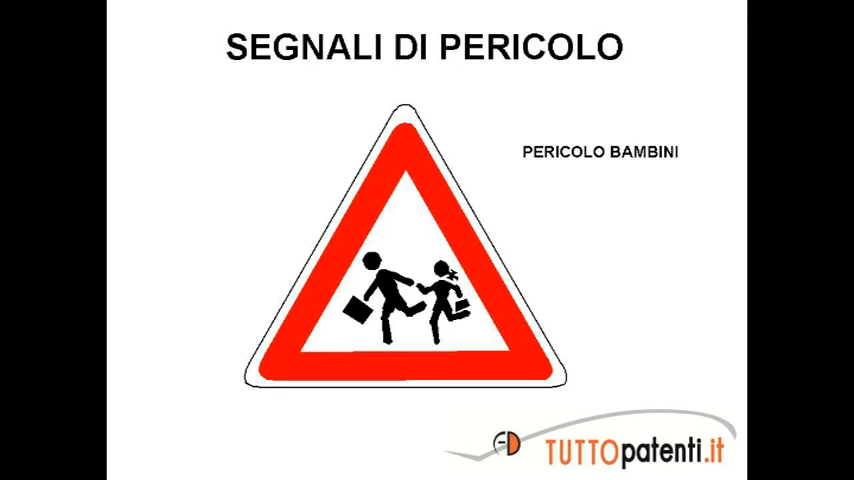 SEGNALI DI PERICOLO
PERICOLO BAMBINI
TUTTOpatenti.it